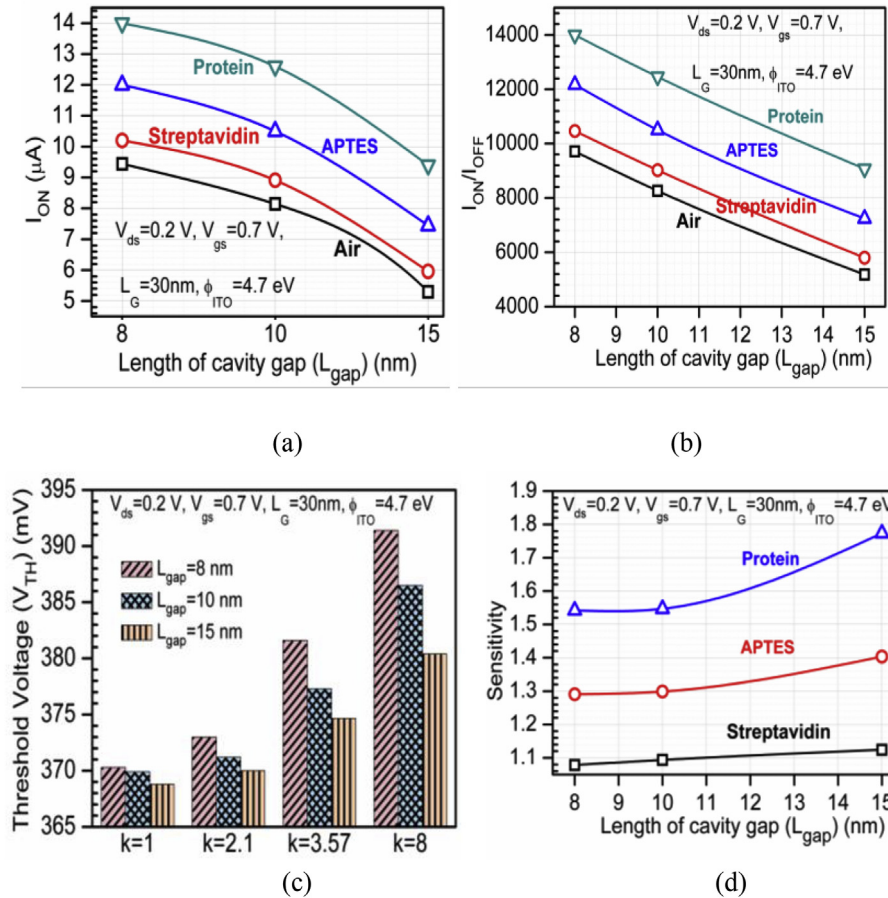 14
13
12
11
10
9
8
7
6
5
I_ON (μA)
Protein
Streptavidin
APTES
Air
V_ds=0.2 V, V_gs=0.7 V,
L_G=30nm, ϕ_ITO=4.7 eV
8 10 15
Length of cavity gap (L_gap) (nm)
(a)
14000
12000
10000
8000
6000
4000
I_ON/I_OFF
V_ds=0.2 V, V_gs=0.7 V,
L_G=30nm, ϕ_ITO=4.7 eV
Protein
APTES
Streptavidin
Air
8 9 10 11 12 13 14 15
Length of cavity gap (L_gap) (nm)
(b)
395
390
385
380
375
370
365
Threshold Voltage (V_TH) (mV)
V_ds=0.2 V, V_gs=0.7 V, L_G=30nm, ϕ_ITO=4.7 eV
L_gap=8 nm
L_gap=10 nm
L_gap=15 nm
k=1 k=2.1 k=3.57 k=8
(c)
1.9
1.8
1.7
1.6
1.5
1.4
1.3
1.2
1.1
Sensitivity
V_ds=0.2 V, V_gs=0.7 V, L_G=30nm, ϕ_ITO=4.7 eV
Protein
APTES
Streptavidin
8 9 10 11 12 13 14 15
Length of cavity gap (L_gap) (nm)
(d)